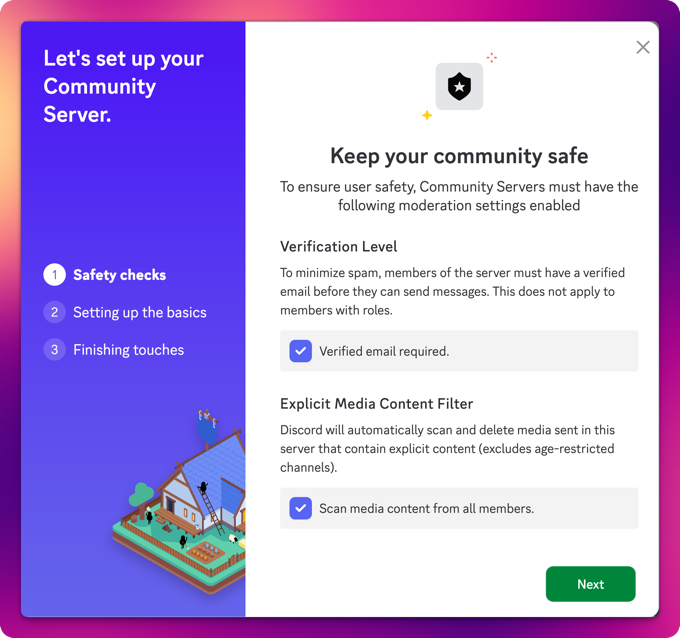 Let's set up your
Community
Server.
1 Safety checks
2 Setting up the basics
3 Finishing touches
Keep your community safe
To ensure user safety, Community Servers must have the
following moderation settings enabled
Verification Level
To minimize spam, members of the server must have a verified
email before they can send messages. This does not apply to
members with roles.
Verified email required.
Explicit Media Content Filter
Discord will automatically scan and delete media sent in this
server that contain explicit content (excludes age-restricted
channels).
Scan media content from all members.
Next